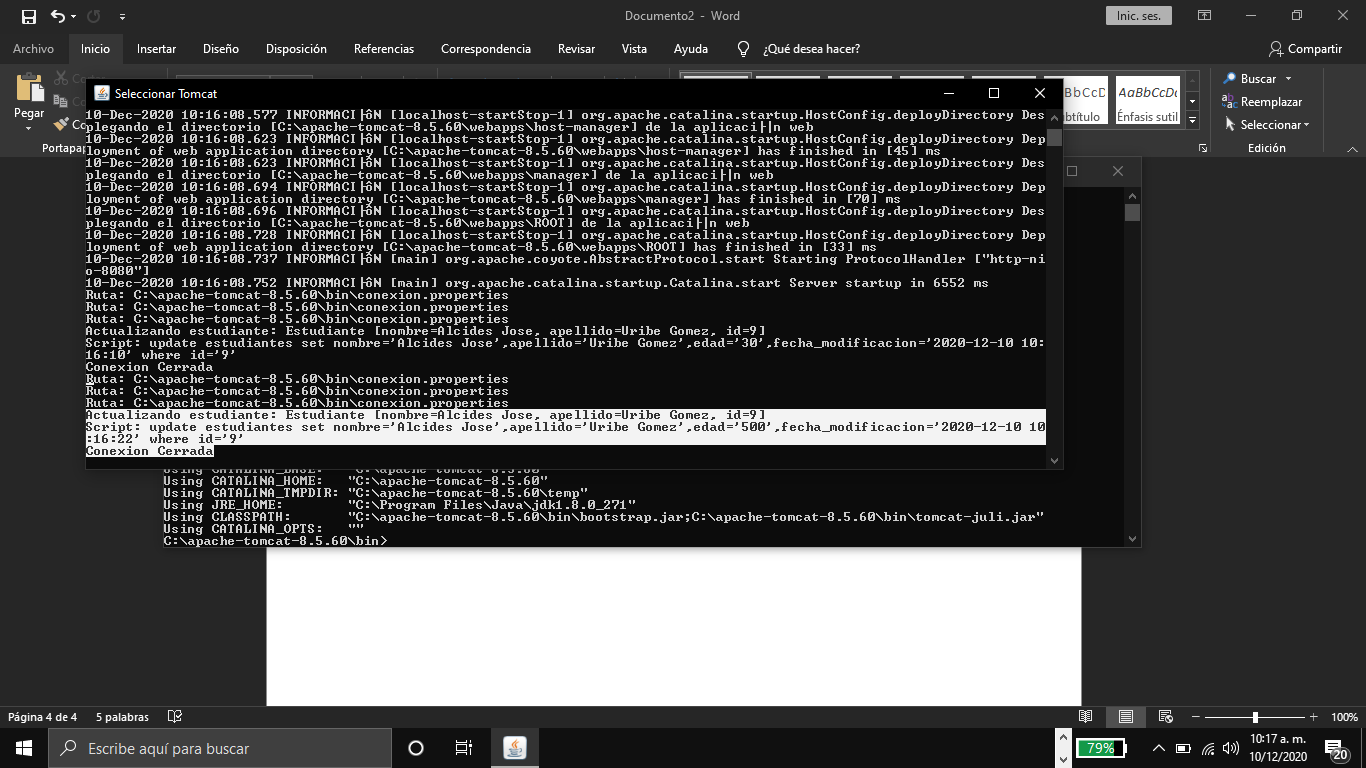 Documento2 - Word
Inic. ses.
Archivo
Inicio
Insertar
Diseño
Disposición
Referencias
Correspondencia
Revisar
Vista
Ayuda
¿Qué desea hacer?
Compartir
Pegar
Buscar
Reemplazar
Seleccionar
Edición
AaBbCcDc
Énfasis sutil
Seleccionar Tomcat
10-Dec-2020 10:16:08.577 INFORMACI├ôN [localhost-startStop-1] org.apache.catalina.startup.HostConfig.deployDirectory Des
plegando el directorio [C:\apache-tomcat-8.5.60\webapps\host-manager] de la aplicaci├│n web
10-Dec-2020 10:16:08.623 INFORMACI├ôN [localhost-startStop-1] org.apache.catalina.startup.HostConfig.deployDirectory Dep
loyment of web application directory [C:\apache-tomcat-8.5.60\webapps\host-manager] has finished in [45] ms
10-Dec-2020 10:16:08.623 INFORMACI├ôN [localhost-startStop-1] org.apache.catalina.startup.HostConfig.deployDirectory Des
plegando el directorio [C:\apache-tomcat-8.5.60\webapps\manager] de la aplicaci├│n web
10-Dec-2020 10:16:08.694 INFORMACI├ôN [localhost-startStop-1] org.apache.catalina.startup.HostConfig.deployDirectory Dep
loyment of web application directory [C:\apache-tomcat-8.5.60\webapps\manager] has finished in [70] ms
10-Dec-2020 10:16:08.696 INFORMACI├ôN [localhost-startStop-1] org.apache.catalina.startup.HostConfig.deployDirectory Des
plegando el directorio [C:\apache-tomcat-8.5.60\webapps\ROOT] de la aplicaci├│n web
10-Dec-2020 10:16:08.728 INFORMACI├ôN [localhost-startStop-1] org.apache.catalina.startup.HostConfig.deployDirectory Dep
loyment of web application directory [C:\apache-tomcat-8.5.60\webapps\ROOT] has finished in [33] ms
10-Dec-2020 10:16:08.737 INFORMACI├ôN [main] org.apache.coyote.AbstractProtocol.start Starting ProtocolHandler ["http-ni
o-8080"]
10-Dec-2020 10:16:08.752 INFORMACI├ôN [main] org.apache.catalina.startup.Catalina.start Server startup in 6552 ms
Ruta: C:\apache-tomcat-8.5.60\bin\conexion.properties
Ruta: C:\apache-tomcat-8.5.60\bin\conexion.properties
Ruta: C:\apache-tomcat-8.5.60\bin\conexion.properties
Actualizando estudiante: Estudiante [nombre=Alcides Jose, apellido=Uribe Gomez, id=9]
Script: update estudiantes set nombre='Alcides Jose',apellido='Uribe Gomez',edad='30',fecha_modificacion='2020-12-10 10:
16:10' where id='9'
Conexion Cerrada
Ruta: C:\apache-tomcat-8.5.60\bin\conexion.properties
Ruta: C:\apache-tomcat-8.5.60\bin\conexion.properties
Ruta: C:\apache-tomcat-8.5.60\bin\conexion.properties
Actualizando estudiante: Estudiante [nombre=Alcides Jose, apellido=Uribe Gomez, id=9]
Script: update estudiantes set nombre='Alcides Jose',apellido='Uribe Gomez',edad='500',fecha_modificacion='2020-12-10 10
:16:22' where id='9'
Conexion Cerrada
Using CATALINA_BASE: "C:\apache-tomcat-8.5.60"
Using CATALINA_HOME: "C:\apache-tomcat-8.5.60"
Using CATALINA_TMPDIR: "C:\apache-tomcat-8.5.60\temp"
Using JRE_HOME: "C:\Program Files\Java\jdk1.8.0_271"
Using CLASSPATH: "C:\apache-tomcat-8.5.60\bin\bootstrap.jar;C:\apache-tomcat-8.5.60\bin\tomcat-juli.jar"
Using CATALINA_OPTS: ""
C:\apache-tomcat-8.5.60\bin>
Página 4 de 4
5 palabras
100%
Escribe aquí para buscar
79%
10:17 a. m.
10/12/2020
20